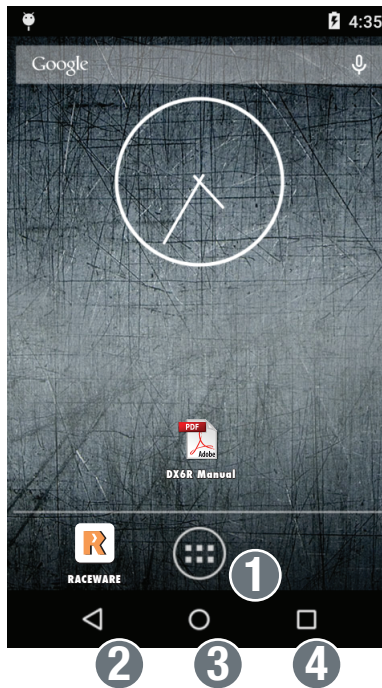 4:35
Google
PDF
Adobe
DX6R Manual
RACEWARE
1
2
3
4